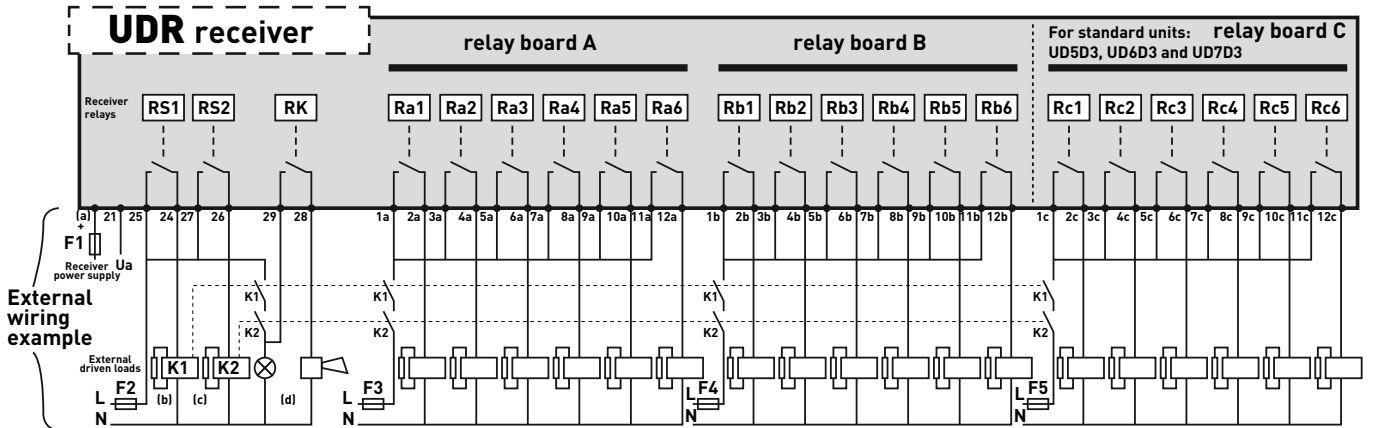 UDR receiver
relay board A
relay board B
For standard units: relay board C
UD5D3, UD6D3 and UD7D3
Receiver
relays
RS1 RS2 RK Ra1 Ra2 Ra3 Ra4 Ra5 Ra6 Rb1 Rb2 Rb3 Rb4 Rb5 Rb6 Rc1 Rc2 Rc3 Rc4 Rc5 Rc6
(a) 21 25 24 27 26 29 28 1a 2a 3a 4a 5a 6a 7a 8a 9a 10a 11a 12a 1b 2b 3b 4b 5b 6b 7b 8b 9b 10b 11b 12b 1c 2c 3c 4c 5c 6c 7c 8c 9c 10c 11c 12c
+
F1
Receiver
power supply
Ua
External
wiring
example
K1 K1 K1 K1
K2 K2 K2 K2
External
driven loads
K1 K2
L F2 (b) (c) (d) L F3 L F4 L F5
N N N N